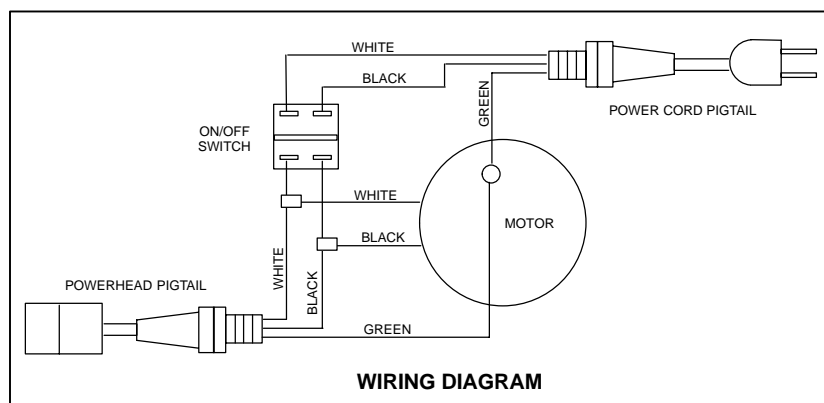 WHITE
BLACK
GREEN
POWER CORD PIGTAIL
ON/OFF
SWITCH
WHITE
MOTOR
BLACK
WHITE
BLACK
POWERHEAD PIGTAIL
GREEN
WIRING DIAGRAM